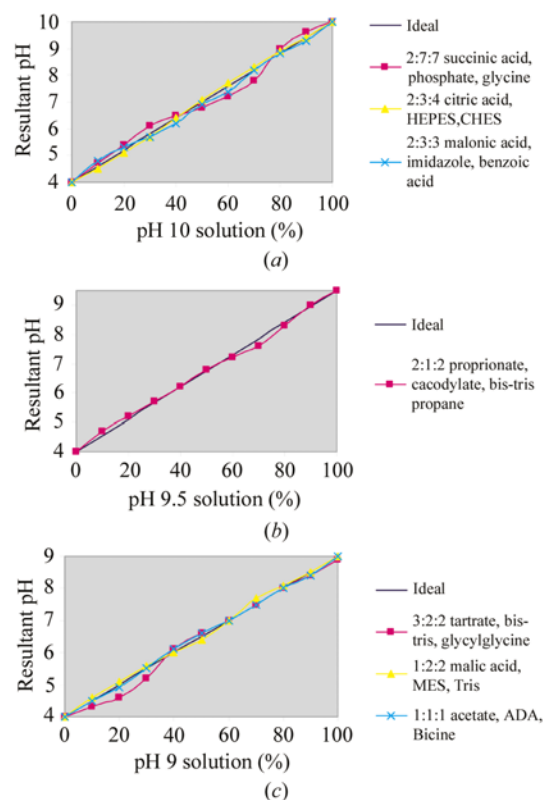 10
9
8
7
6
5
4
Resultant pH
0 20 40 60 80 100
pH 10 solution (%)
(a)
Ideal
2:7:7 succinic acid,
phosphate, glycine
2:3:4 citric acid,
HEPES,CHES
2:3:3 malonic acid,
imidazole, benzoic
acid
9
8
7
6
5
4
Resultant pH
0 20 40 60 80 100
pH 9.5 solution (%)
(b)
Ideal
2:1:2 proprionate,
cacodylate, bis-tris
propane
9
8
7
6
5
4
Resultant pH
0 20 40 60 80 100
pH 9 solution (%)
(c)
Ideal
3:2:2 tartrate, bis-
tris, glycylglycine
1:2:2 malic acid,
MES, Tris
1:1:1 acetate, ADA,
Bicine